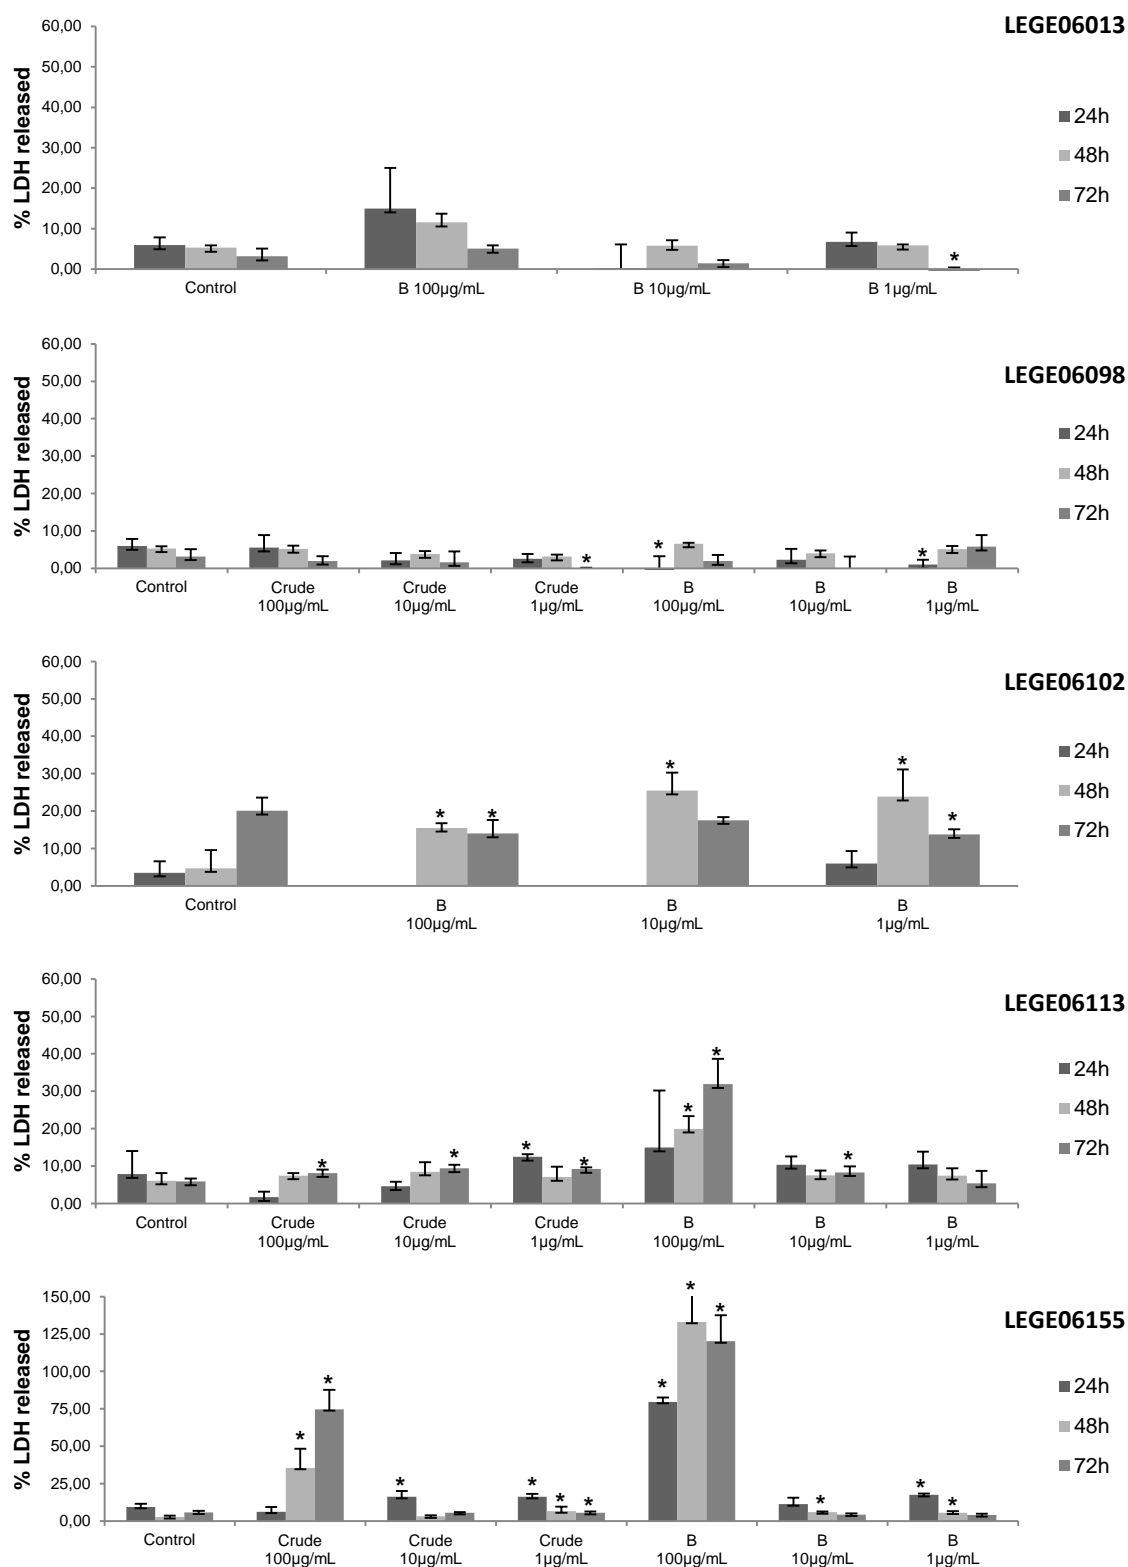 LEGE06013
% LDH released
60,00
50,00
40,00
30,00
20,00
10,00
0,00
24h
48h
72h
*
Control
B 100µg/mL
B 10µg/mL
B 1µg/mL
LEGE06098
% LDH released
60,00
50,00
40,00
30,00
20,00
10,00
0,00
24h
48h
72h
* * *
Control
Crude 100µg/mL
Crude 10µg/mL
Crude 1µg/mL
B 100µg/mL
B 10µg/mL
B 1µg/mL
LEGE06102
% LDH released
60,00
50,00
40,00
30,00
20,00
10,00
0,00
24h
48h
72h
* * * * *
Control
B 100µg/mL
B 10µg/mL
B 1µg/mL
LEGE06113
% LDH released
60,00
50,00
40,00
30,00
20,00
10,00
0,00
24h
48h
72h
* * * * * * *
Control
Crude 100µg/mL
Crude 10µg/mL
Crude 1µg/mL
B 100µg/mL
B 10µg/mL
B 1µg/mL
LEGE06155
% LDH released
150,00
125,00
100,00
75,00
50,00
25,00
0,00
24h
48h
72h
* * * * * * * * * * * *
Control
Crude 100µg/mL
Crude 10µg/mL
Crude 1µg/mL
B 100µg/mL
B 10µg/mL
B 1µg/mL